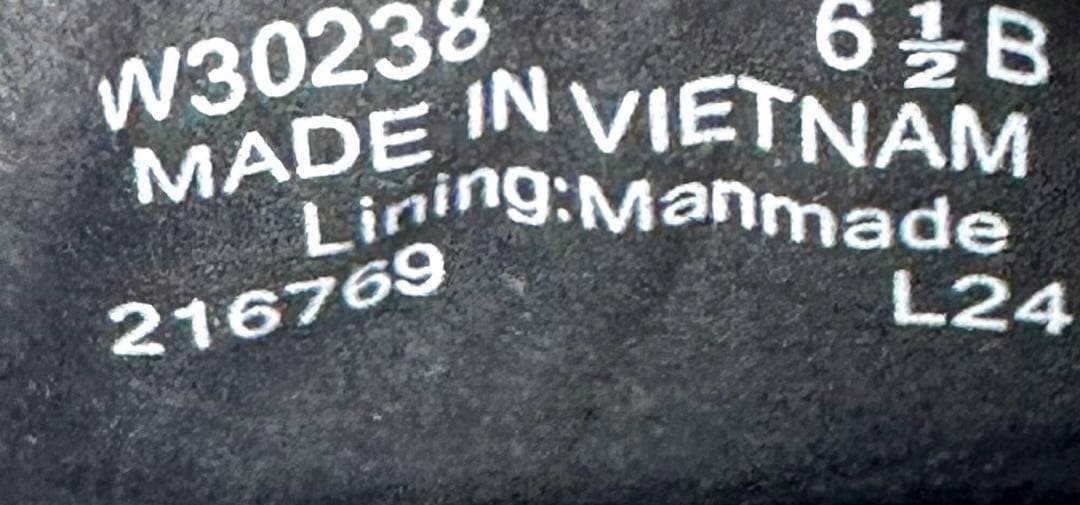 W30238 6 ½ B
MADE IN VIETNAM
Lining:Manmade
216769 L24